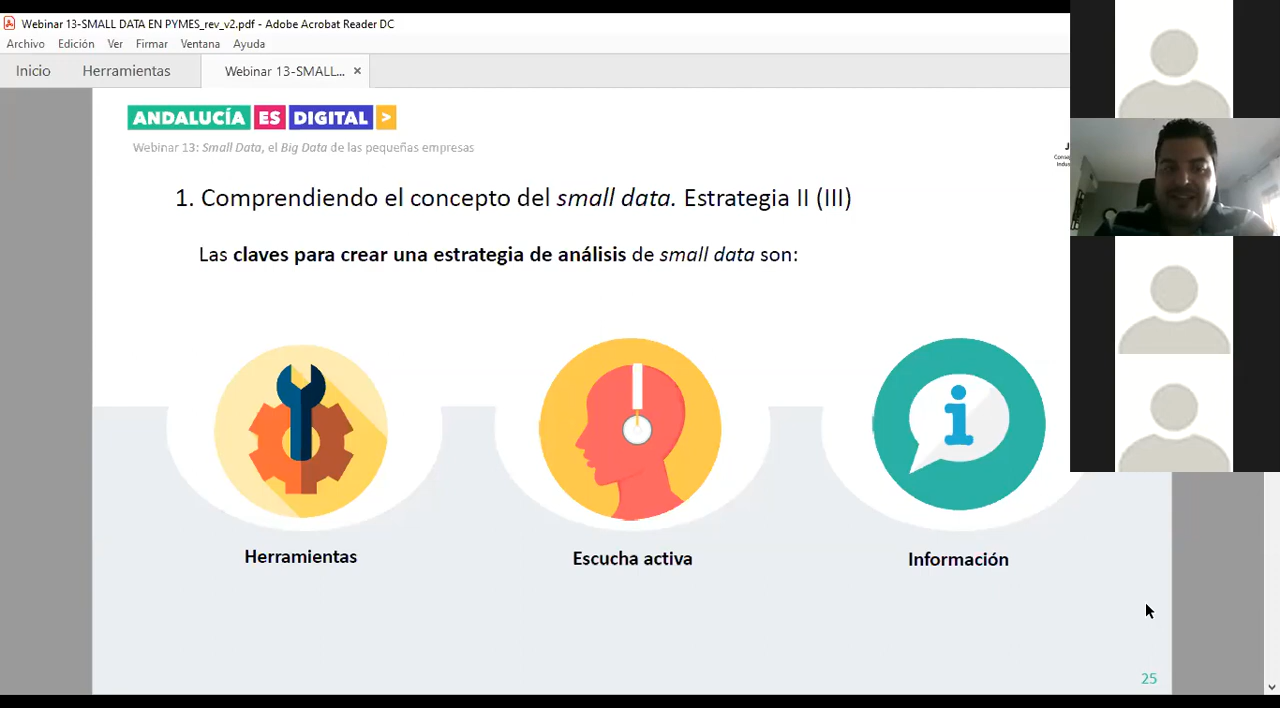 Webinar 13-SMALL DATA EN PYMES_rev_v2.pdf - Adobe Acrobat Reader DC
Archivo Edición Ver Firmar Ventana Ayuda
Inicio Herramientas Webinar 13-SMALL... ×
ANDALUCÍA ES DIGITAL >
Webinar 13: Small Data, el Big Data de las pequeñas empresas
1. Comprendiendo el concepto del small data. Estrategia II (III)
Las claves para crear una estrategia de análisis de small data son:
i
Herramientas
Escucha activa
Información
25